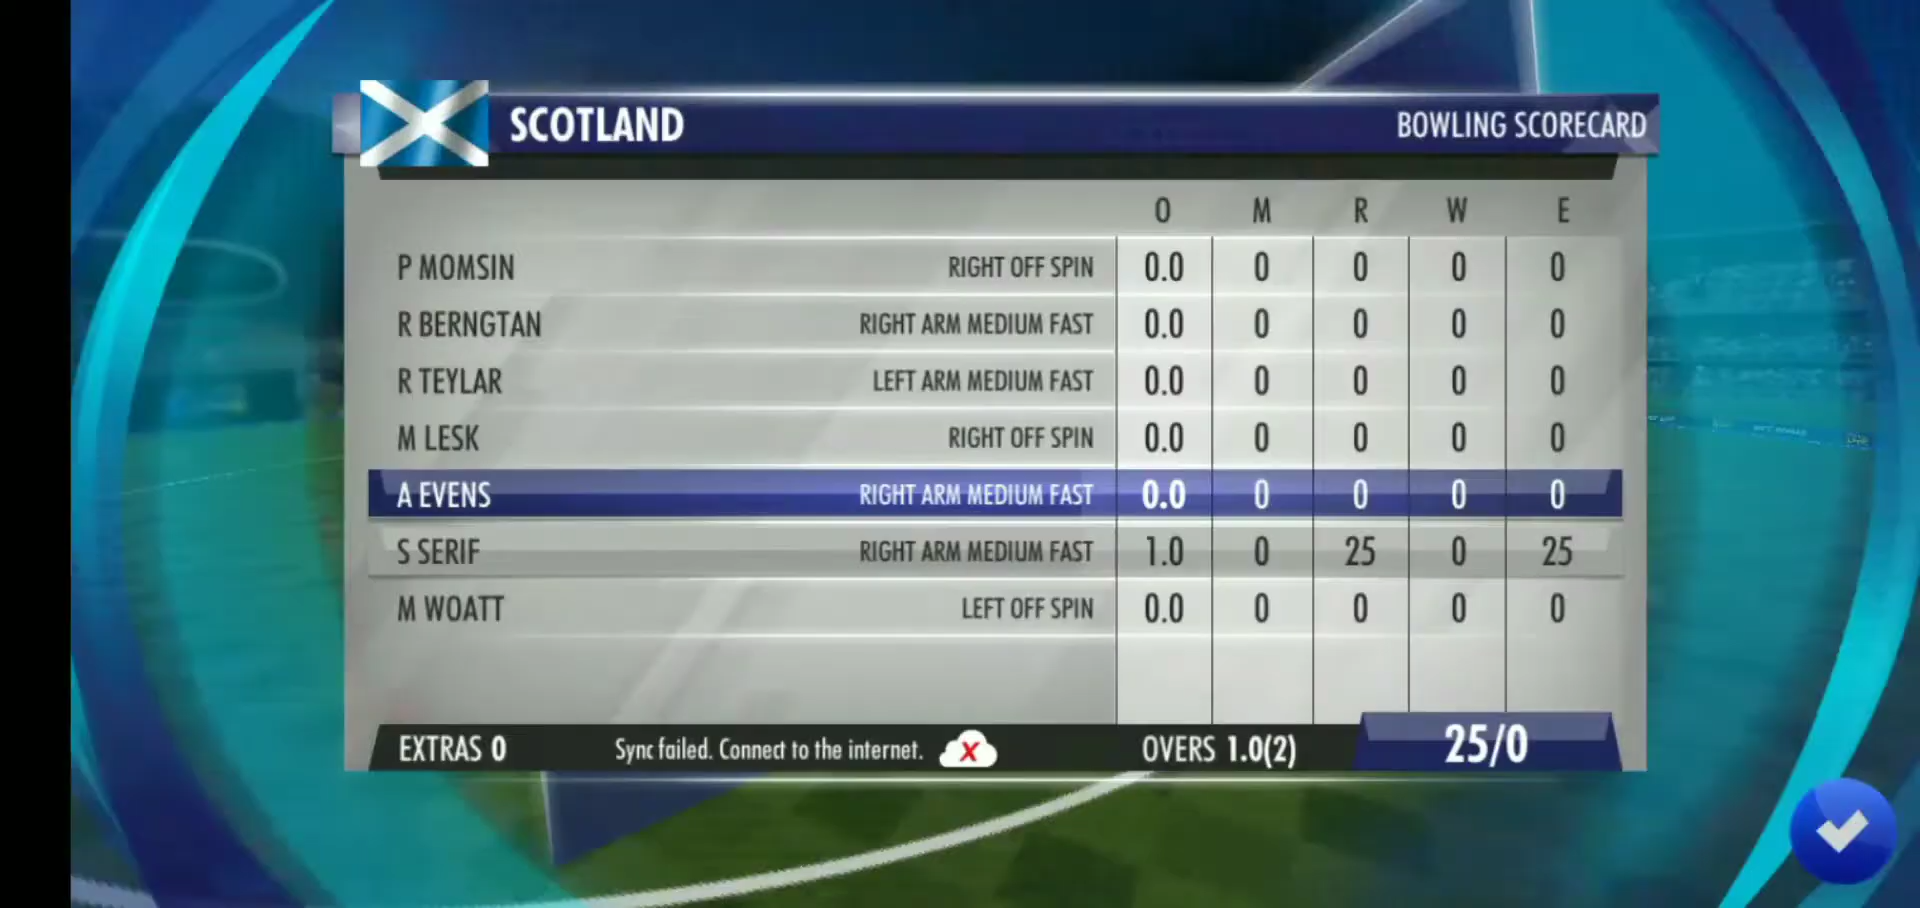 SCOTLAND BOWLING SCORECARD
O M R W E
P MOMSIN RIGHT OFF SPIN 0.0 0 0 0 0
R BERNGTAN RIGHT ARM MEDIUM FAST 0.0 0 0 0 0
R TEYLAR LEFT ARM MEDIUM FAST 0.0 0 0 0 0
M LESK RIGHT OFF SPIN 0.0 0 0 0 0
A EVENS RIGHT ARM MEDIUM FAST 0.0 0 0 0 0
S SERIF RIGHT ARM MEDIUM FAST 1.0 0 25 0 25
M WOATT LEFT OFF SPIN 0.0 0 0 0 0
EXTRAS 0 Sync failed. Connect to the internet. X OVERS 1.0(2) 25/0